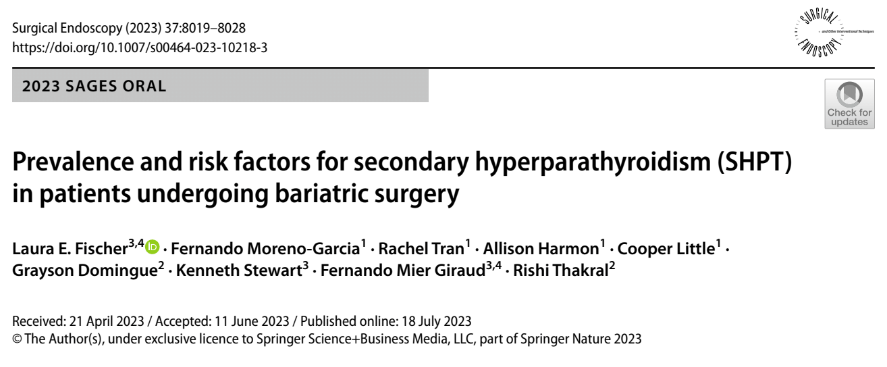 Surgical Endoscopy (2023) 37:8019–8028
https://doi.org/10.1007/s00464-023-10218-3
SURGICAL
ENDOSCOPY
2023 SAGES ORAL
Check for
updates
Prevalence and risk factors for secondary hyperparathyroidism (SHPT)
in patients undergoing bariatric surgery
Laura E. Fischer3,4 iD · Fernando Moreno-Garcia1 · Rachel Tran1 · Allison Harmon1 · Cooper Little1 ·
Grayson Domingue2 · Kenneth Stewart3 · Fernando Mier Giraud3,4 · Rishi Thakral2
Received: 21 April 2023 / Accepted: 11 June 2023 / Published online: 18 July 2023
© The Author(s), under exclusive licence to Springer Science+Business Media, LLC, part of Springer Nature 2023